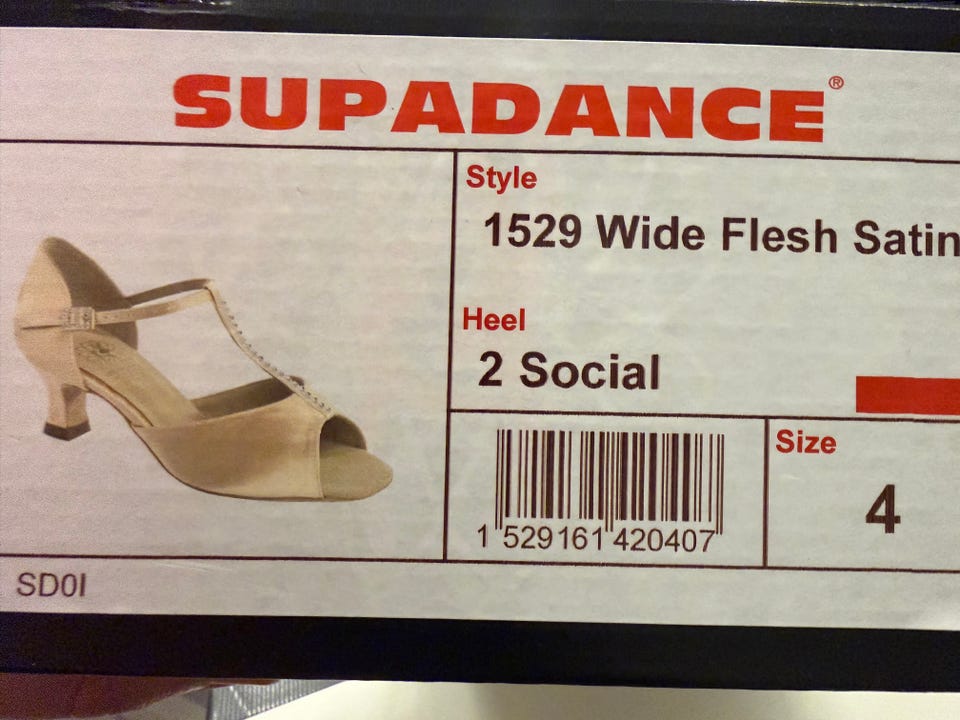 SUPADANCE®
Style
1529 Wide Flesh Satin
Heel
2 Social
1 529161 420407
Size
4
SD0I